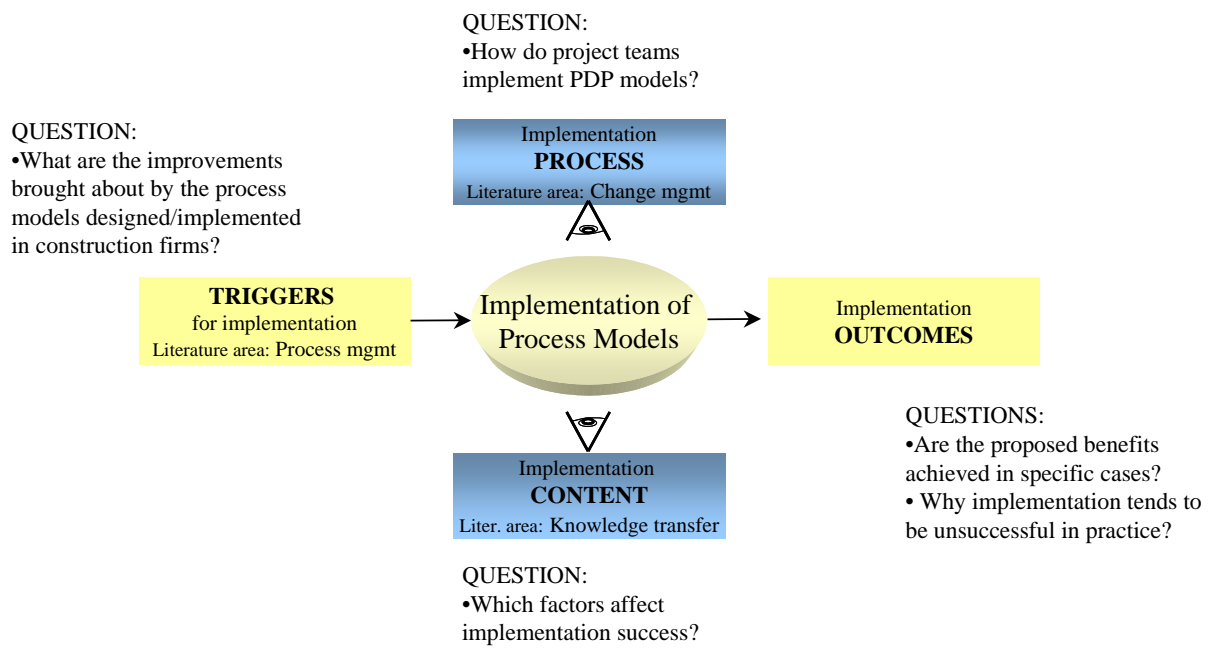 QUESTION:
•How do project teams
implement PDP models?
QUESTION:
•What are the improvements
brought about by the process
models designed/implemented
in construction firms?
Implementation
PROCESS
Literature area: Change mgmt
TRIGGERS
for implementation
Literature area: Process mgmt
Implementation of
Process Models
Implementation
OUTCOMES
Implementation
CONTENT
Liter. area: Knowledge transfer
QUESTIONS:
•Are the proposed benefits
achieved in specific cases?
• Why implementation tends to
be unsuccessful in practice?
QUESTION:
•Which factors affect
implementation success?